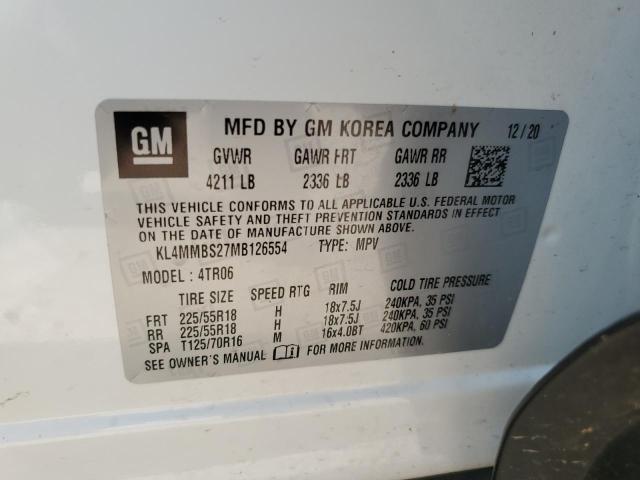 GM MFD BY GM KOREA COMPANY 12/20
GVWR GAWR FRT GAWR RR
4211 LB 2336 LB 2336 LB
THIS VEHICLE CONFORMS TO ALL APPLICABLE U.S. FEDERAL MOTOR
VEHICLE SAFETY AND THEFT PREVENTION STANDARDS IN EFFECT
ON THE DATE OF MANUFACTURE SHOWN ABOVE.
KL4MMBS27MB126554 TYPE: MPV
MODEL: 4TR06
TIRE SIZE SPEED RTG RIM COLD TIRE PRESSURE
FRT 225/55R18 H 18x7.5J 240KPA, 35 PSI
RR 225/55R18 H 18x7.5J 240KPA, 35 PSI
SPA T125/70R16 M 16x4.0BT 420KPA, 60 PSI
SEE OWNER'S MANUAL FOR MORE INFORMATION.